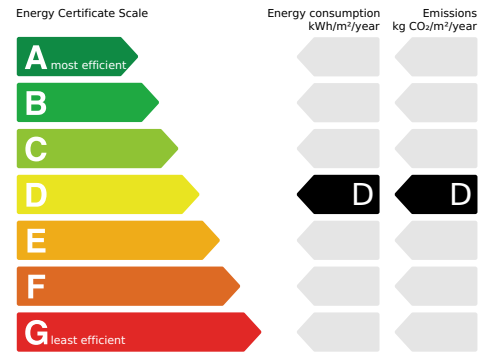 Energy Certificate Scale
Energy consumption
kWh/m²/year
Emissions
kg CO₂/m²/year
A most efficient
B
C
D
D
D
E
F
G least efficient